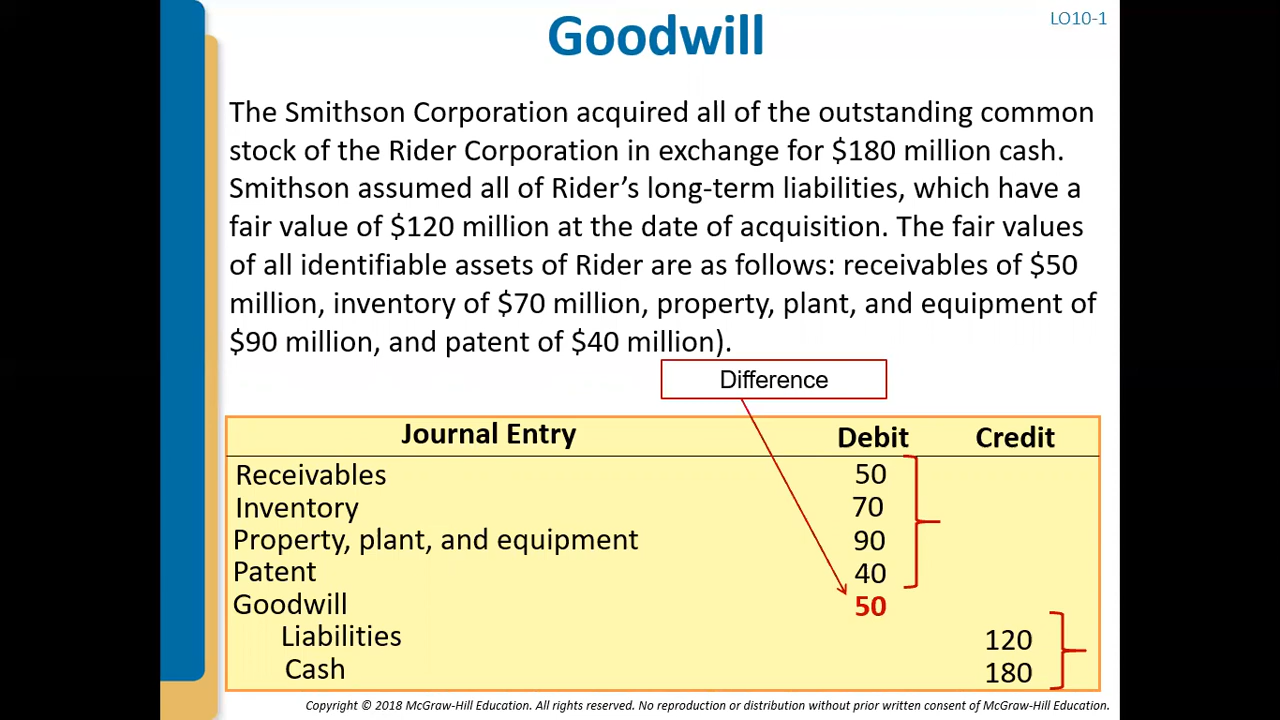 LO10-1
Goodwill
The Smithson Corporation acquired all of the outstanding common
stock of the Rider Corporation in exchange for $180 million cash.
Smithson assumed all of Rider’s long-term liabilities, which have a
fair value of $120 million at the date of acquisition. The fair values
of all identifiable assets of Rider are as follows: receivables of $50
million, inventory of $70 million, property, plant, and equipment of
$90 million, and patent of $40 million).
Difference
Journal Entry Debit Credit
Receivables 50
Inventory 70
Property, plant, and equipment 90
Patent 40
Goodwill 50
Liabilities 120
Cash 180
Copyright © 2018 McGraw-Hill Education. All rights reserved. No reproduction or distribution without prior written consent of McGraw-Hill Education.